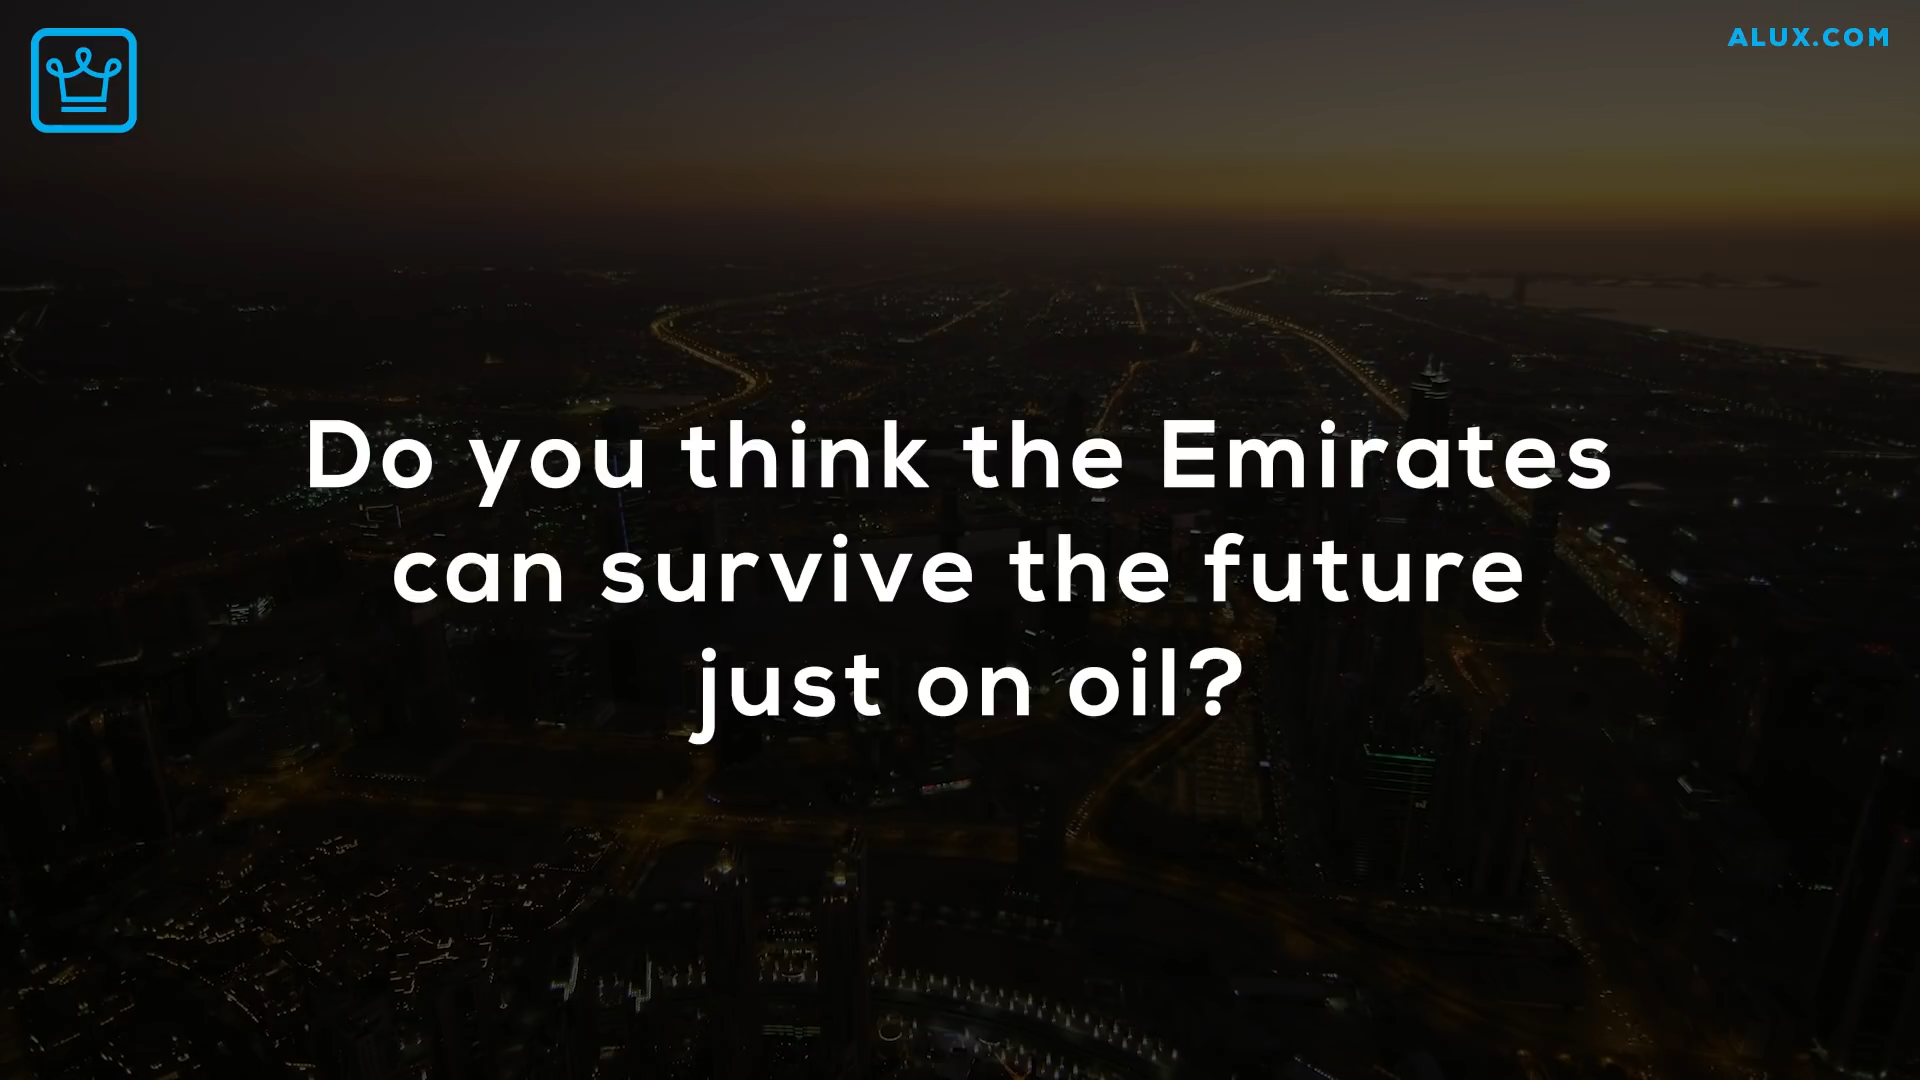 ALUX.COM
Do you think the Emirates
can survive the future
just on oil?